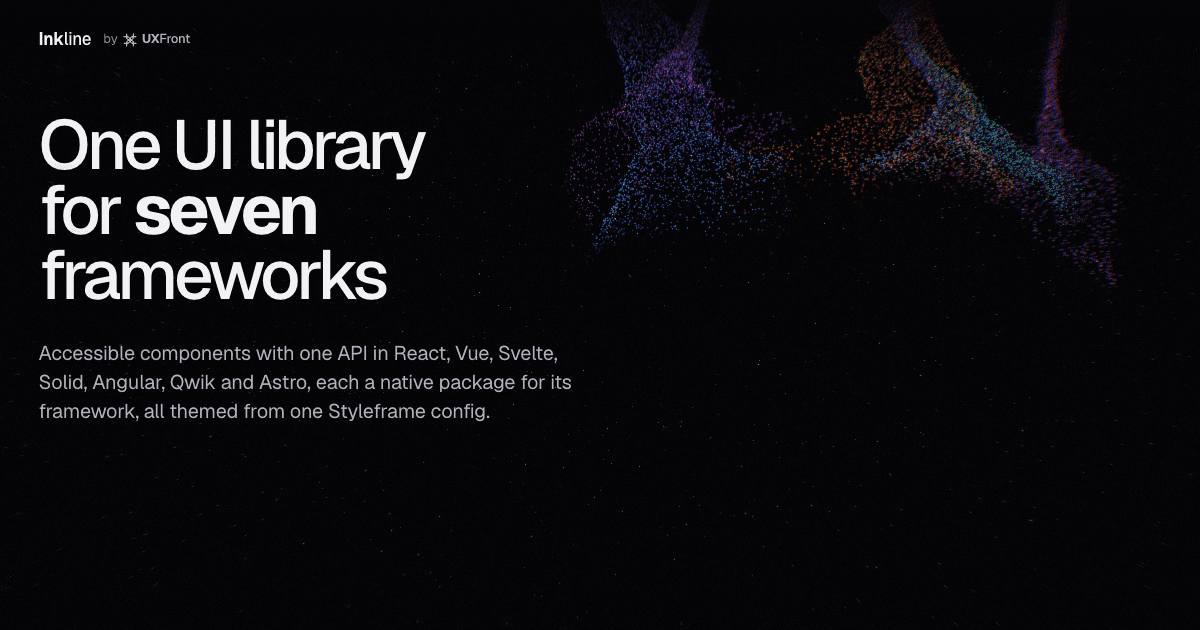 Inkline by UXFront
One UI library
for seven
frameworks
Accessible components with one API in React, Vue, Svelte,
Solid, Angular, Qwik and Astro, each a native package for its
framework, all themed from one Styleframe config.